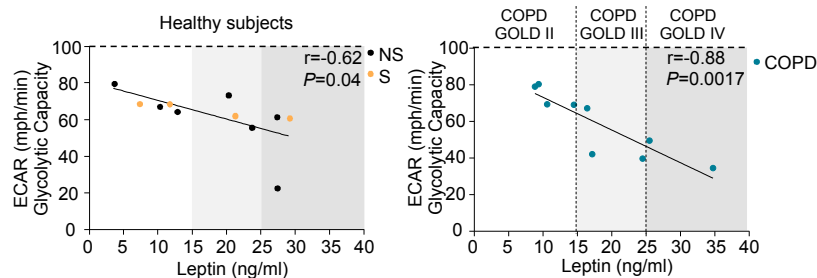 Healthy subjects
100
80
60
40
20
0
ECAR (mph/min)
Glycolytic Capacity
r=-0.62
P=0.04
NS
S
0 5 10 15 20 25 30 35 40
Leptin (ng/ml)
COPD
GOLD II
COPD
GOLD III
COPD
GOLD IV
100
80
60
40
20
0
ECAR (mph/min)
Glycolytic Capacity
r=-0.88
P=0.0017
COPD
0 5 10 15 20 25 30 35 40
Leptin (ng/ml)